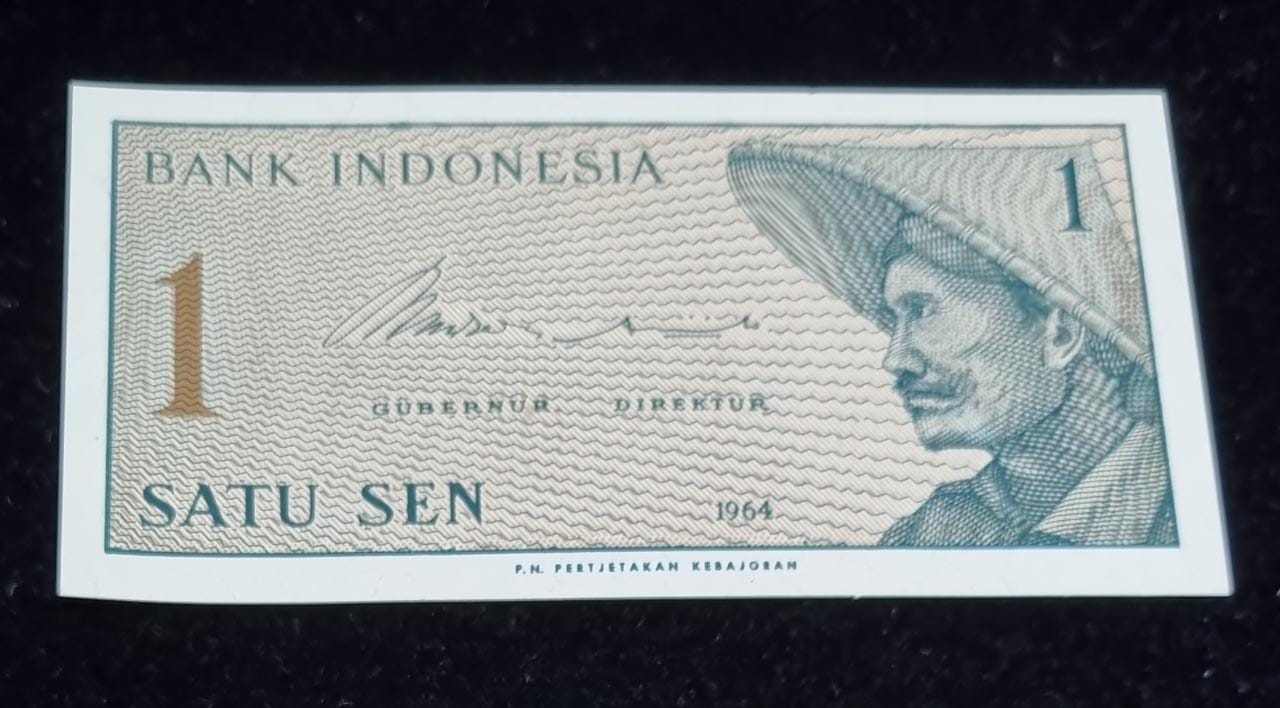 BANK INDONESIA
1
1
GUBERNUR. DIREKTUR,
SATU SEN
1964
P.N. PERTJETAKAN KEBAJORAN